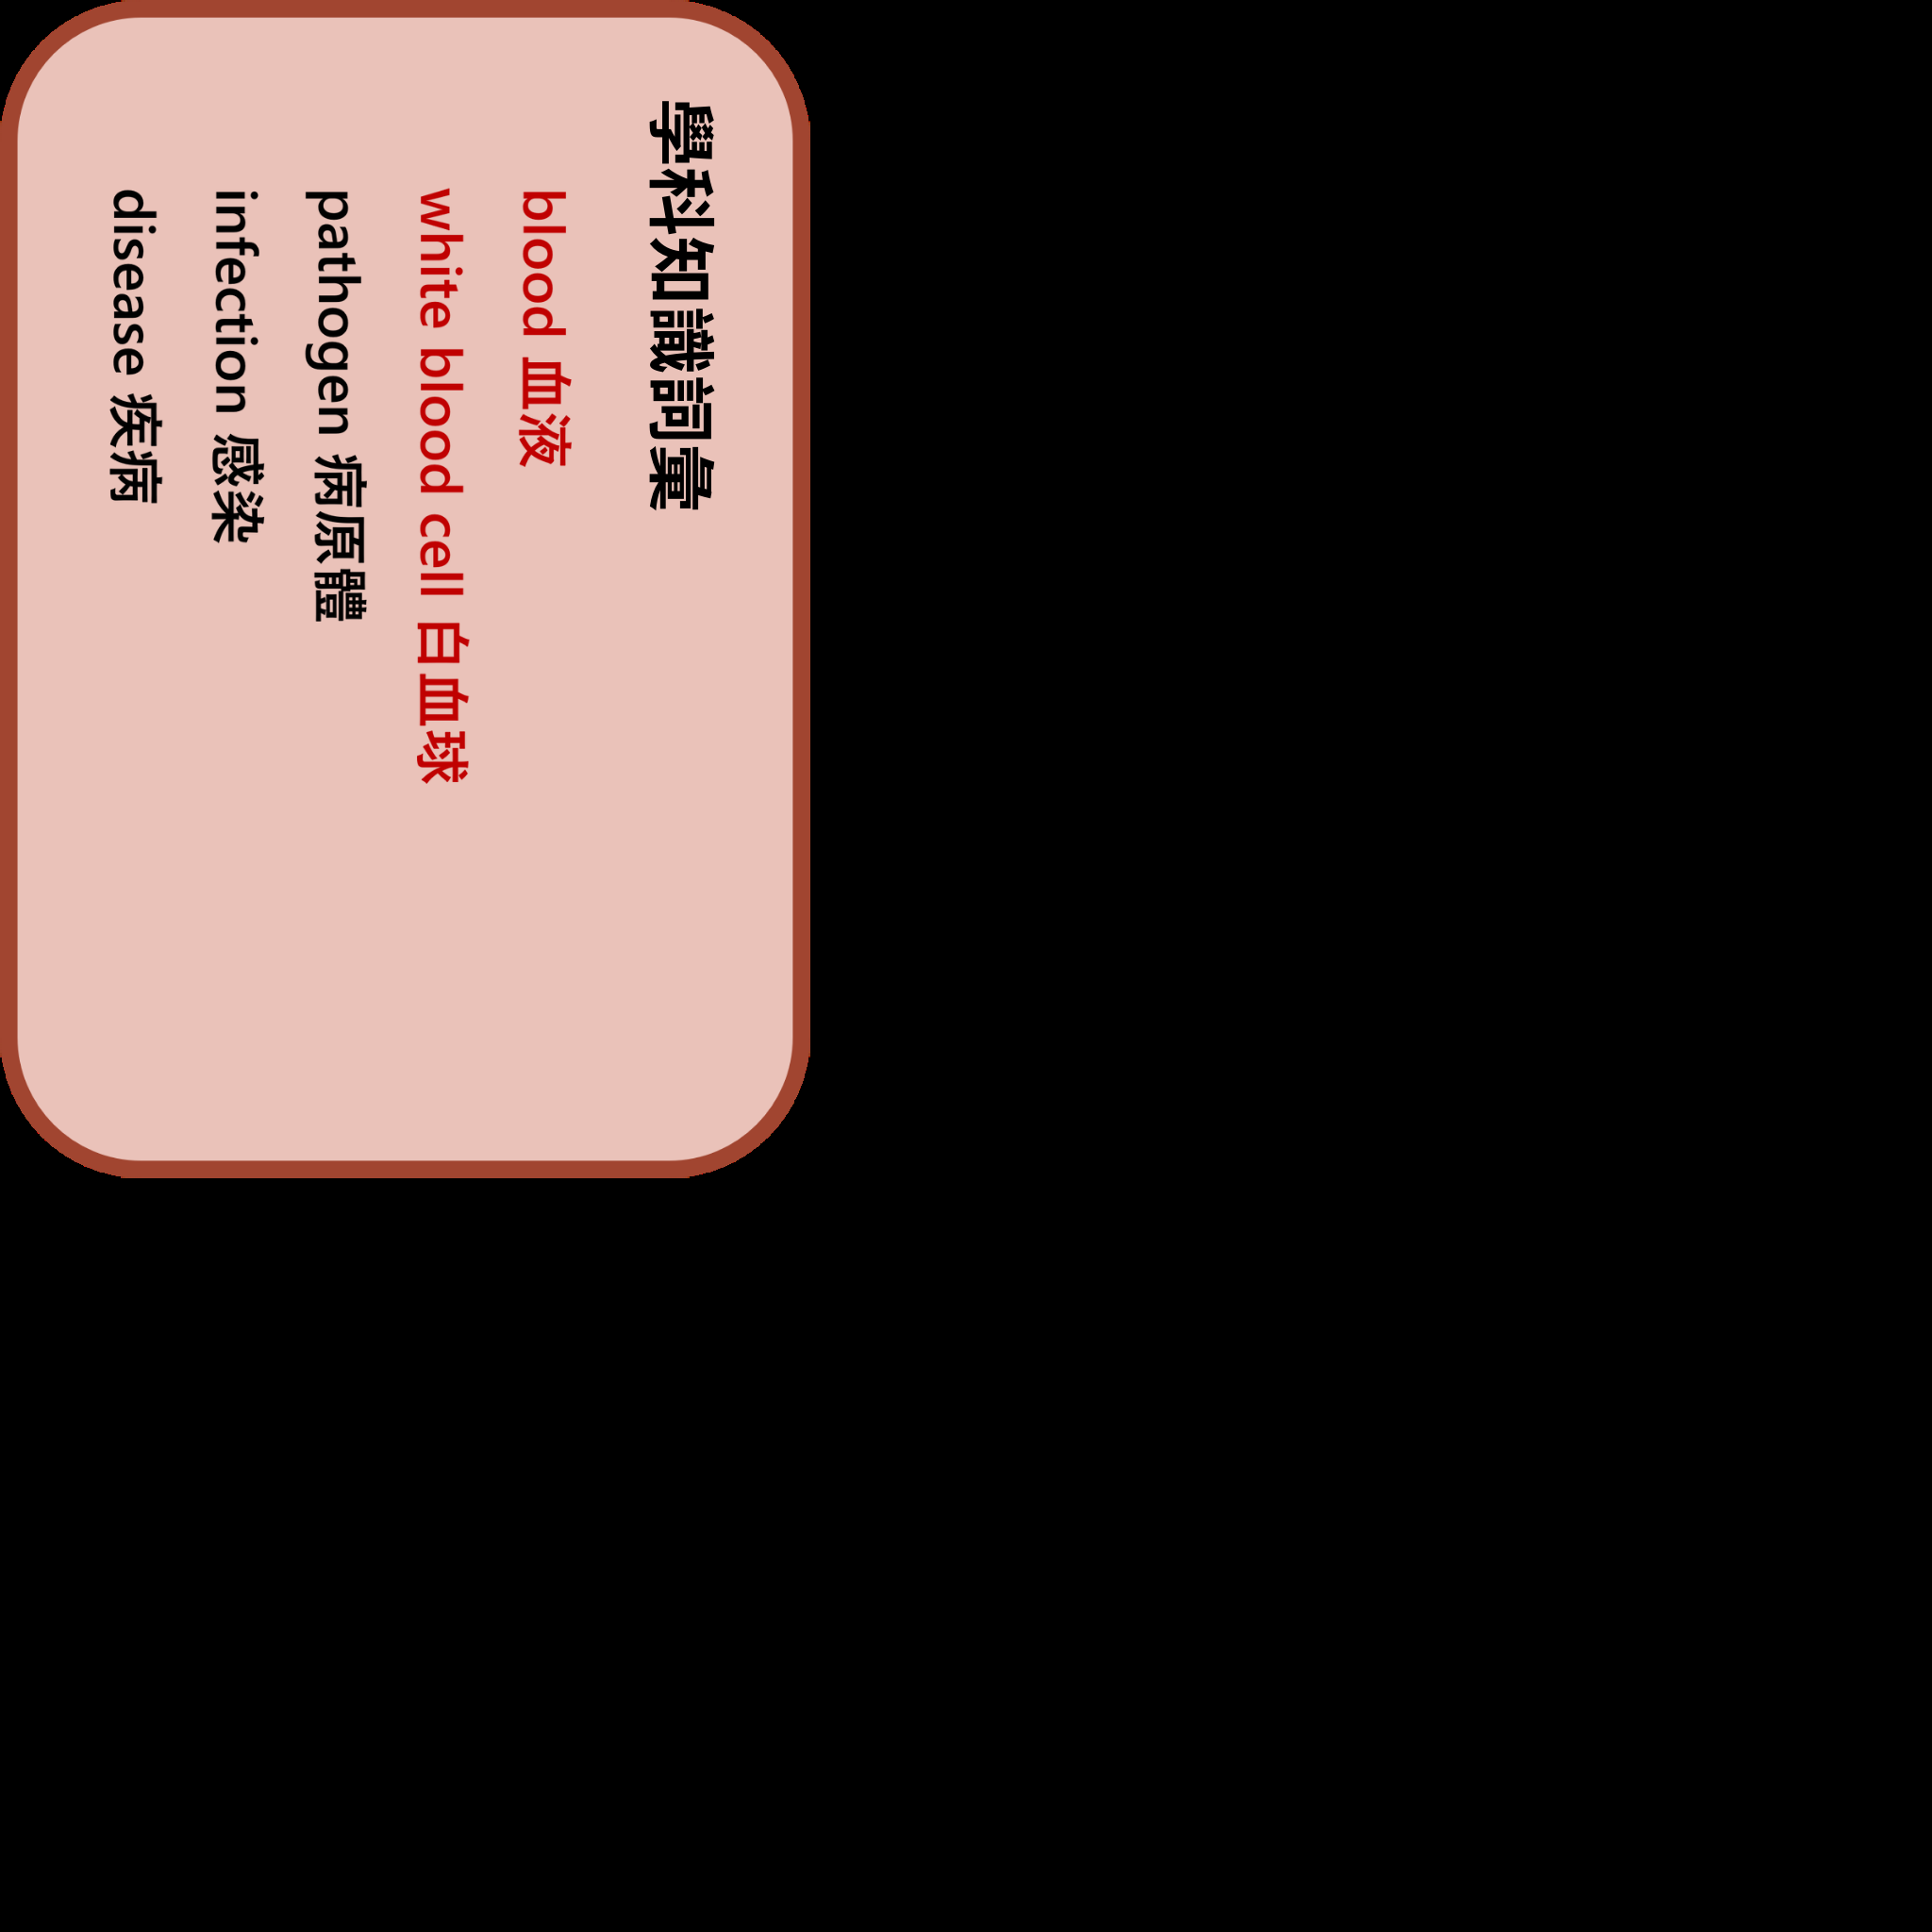 學科知識詞彙
blood 血液
white blood cell 白血球
pathogen 病原體
infection 感染
disease 疾病